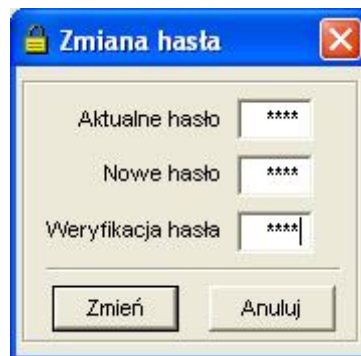 Zmiana hasła
Aktualne hasło ****
Nowe hasło ****
Weryfikacja hasła ****
Zmień Anuluj